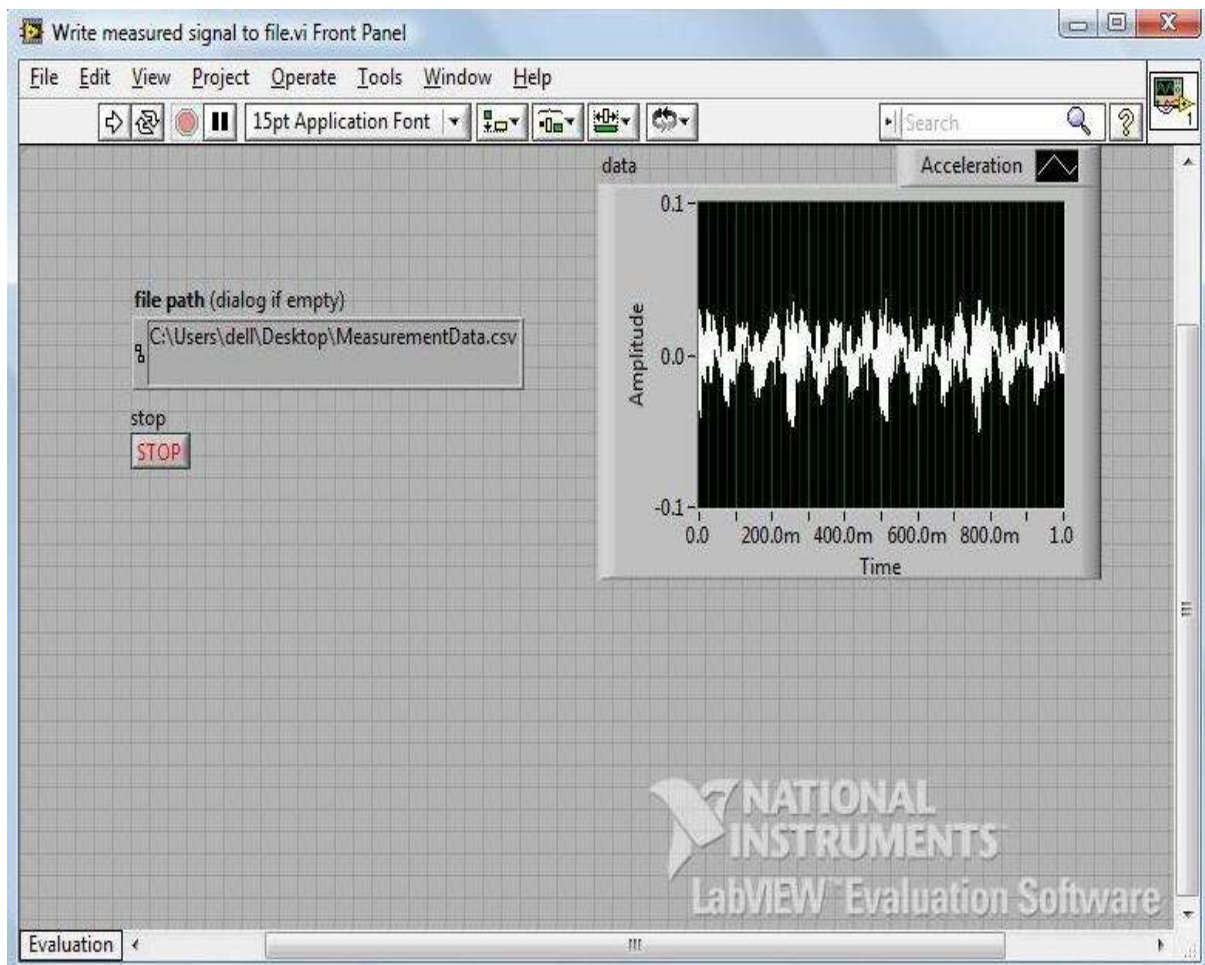 Write measured signal to file.vi Front Panel
File Edit View Project Operate Tools Window Help
15pt Application Font
Search
?
1
data
Acceleration
0.1
0.0
-0.1
Amplitude
0.0 200.0m 400.0m 600.0m 800.0m 1.0
Time
file path (dialog if empty)
C:\Users\dell\Desktop\MeasurementData.csv
stop
STOP
NATIONAL
INSTRUMENTS
LabVIEW™ Evaluation Software
Evaluation